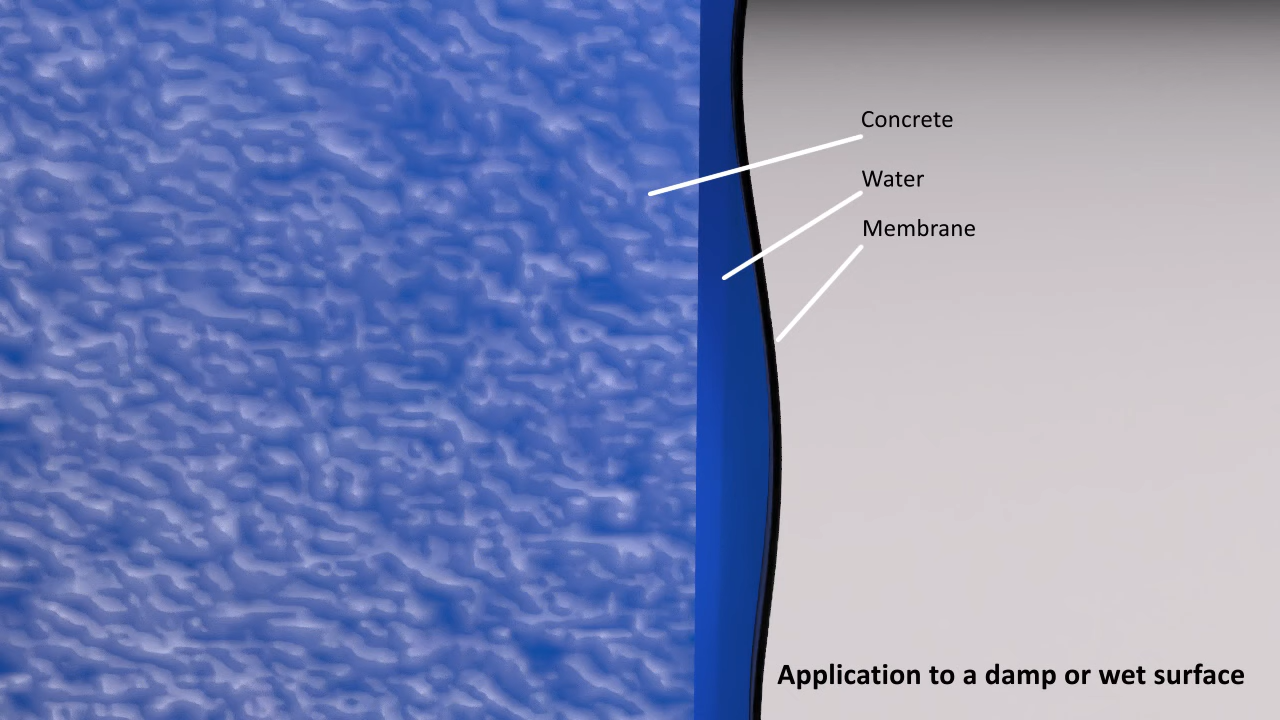 Concrete
Water
Membrane
Application to a damp or wet surface